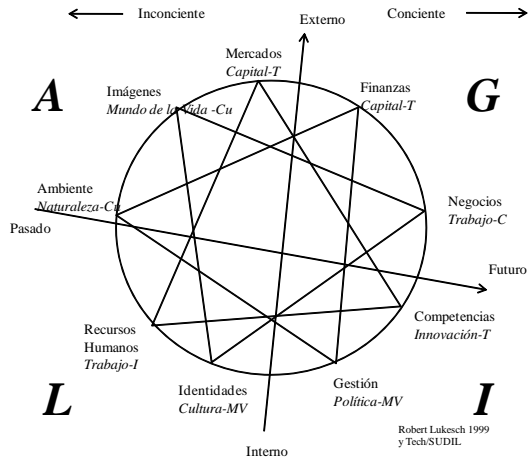 Inconciente
Conciente
Externo
Mercados
Capital-T
Finanzas
Capital-T
Imágenes
Mundo de la Vida -Cu
A
G
Ambiente
Naturaleza-Cu
Pasado
Negocios
Trabajo-C
Futuro
Competencias
Innovación-T
Recursos
Humanos
Trabajo-I
Identidades
Cultura-MV
Gestión
Política-MV
L
I
Robert Lukesch 1999
y Tech/SUDIL
Interno